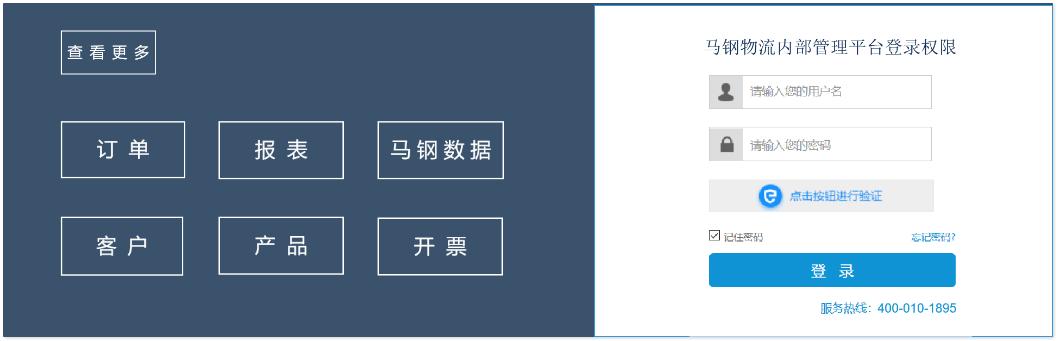 查看更多
订单
报表
马钢数据
客户
产品
开票
马钢物流内部管理平台登录权限
请输入您的用户名
请输入您的密码
点击按钮进行验证
记住密码
忘记密码?
登录
服务热线：400-010-1895